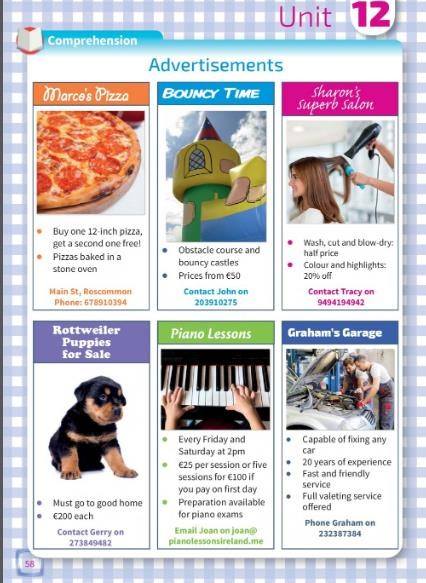 Unit 12
Comprehension
Advertisements
Marco's Pizza
Buy one 12-inch pizza,
get a second one free!
Pizzas baked in a
stone oven
Main St, Roscommon
Phone: 678910394
BOUNCY TIME
Obstacle course and
bouncy castles
Prices from €50
Contact John on
203910275
Sharon's
Superb Salon
Wash, cut and blow-dry:
half price
Colour and highlights:
20% off
Contact Tracy on
9494194942
Rottweiler
Puppies
for Sale
Must go to good home
€200 each
Contact Gerry on
273849482
Piano Lessons
Every Friday and
Saturday at 2pm
€25 per session or five
sessions for €100 if
you pay on first day
Preparation available
for piano exams
Email Joan on joan@
pianolessonsireland.me
Graham's Garage
Capable of fixing any
car
20 years of experience
Fast and friendly
service
Full valeting service
offered
Phone Graham on
232387384
58